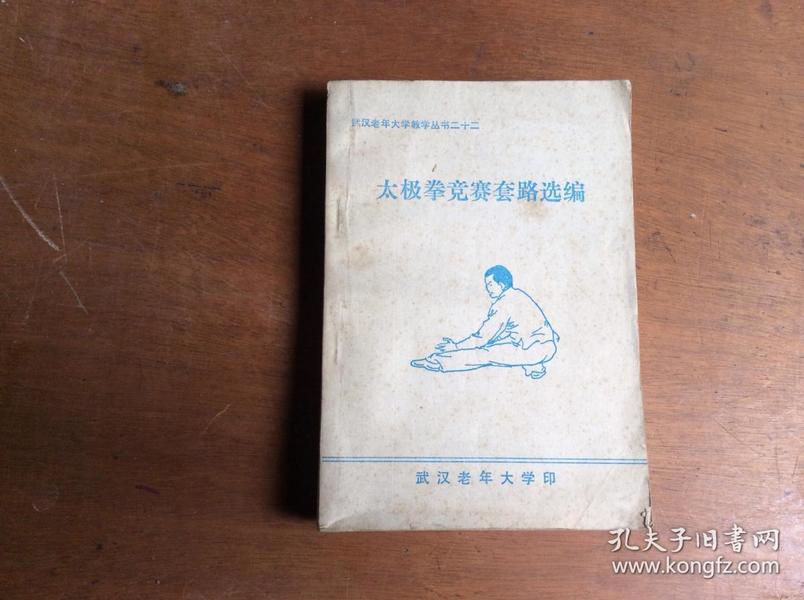 武汉老年大学教学丛书二十二
太极拳竞赛套路选编
武汉老年大学印
孔夫子旧書网
www.kongfz.com